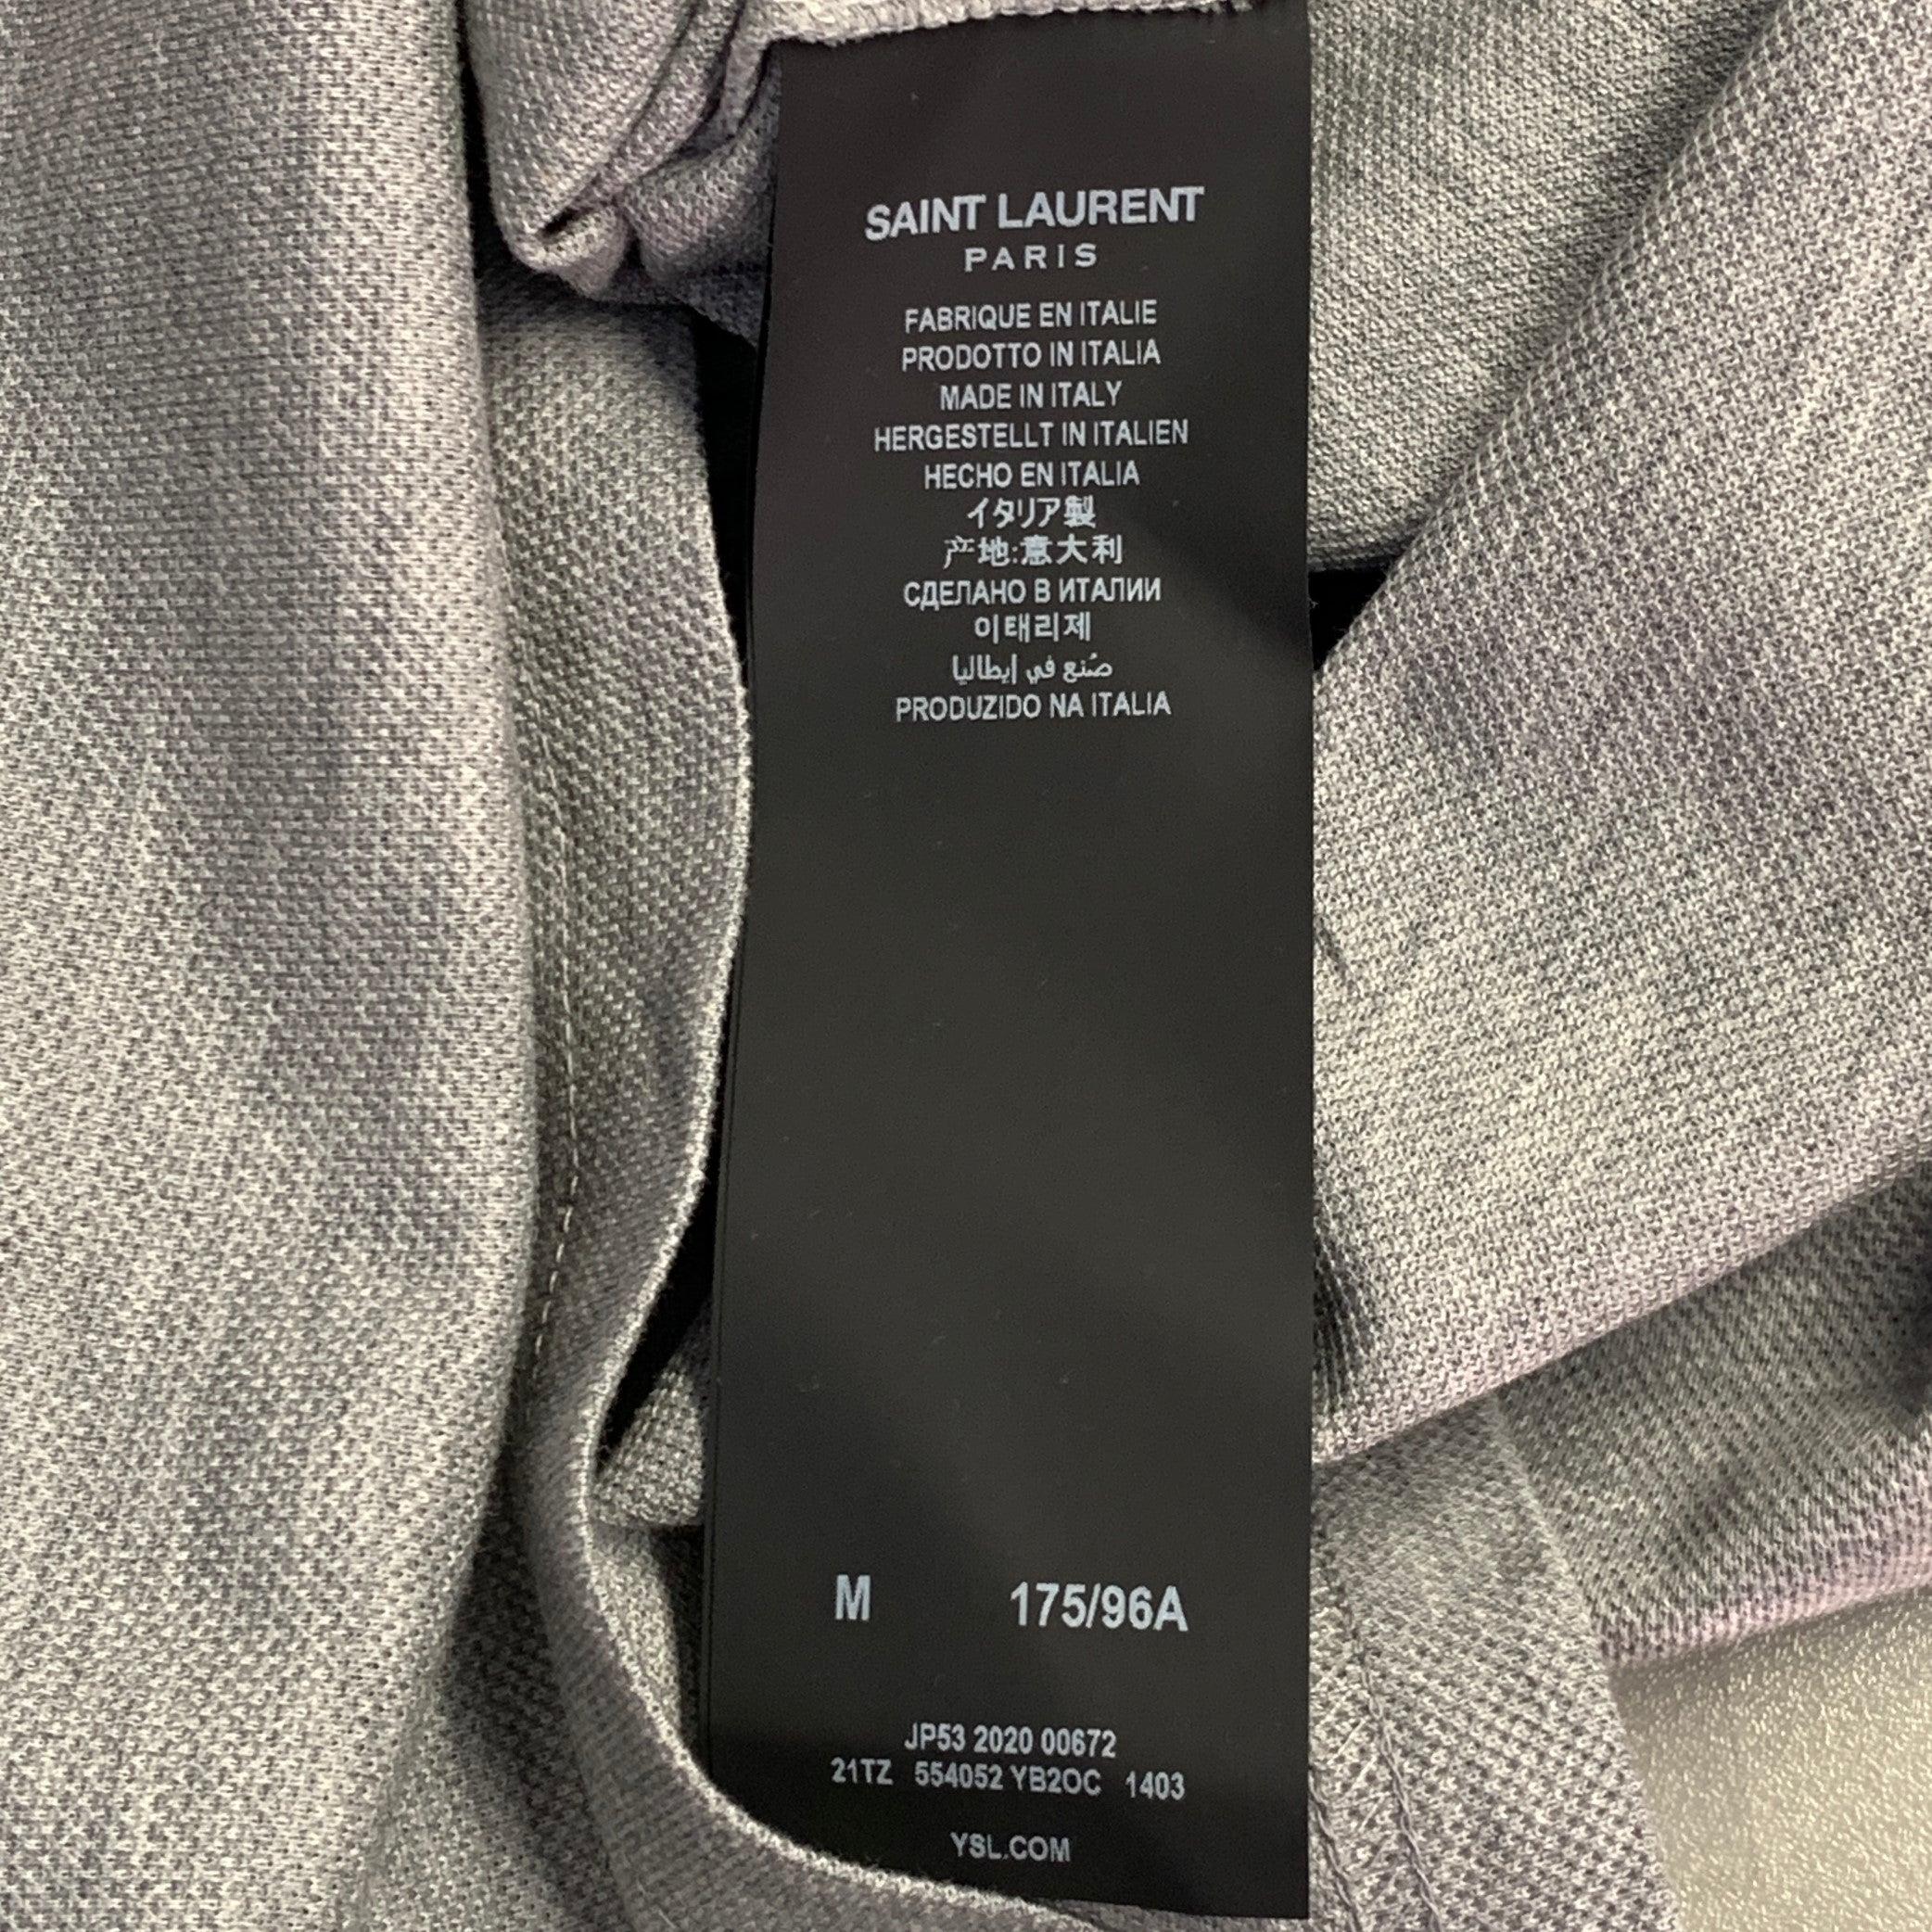 SAINT LAURENT
PARIS
FABRIQUE EN ITALIE
PRODOTTO IN ITALIA
MADE IN ITALY
HERGESTELLT IN ITALIEN
HECHO EN ITALIA
イタリア製
产地:意大利
СДЕЛАНО В ИТАЛИИ
이태리제
صُنع في إيطاليا
PRODUZIDO NA ITALIA
M 175/96A
JP53 2020 00672
21TZ 554052 YB2OC 1403
YSL.COM